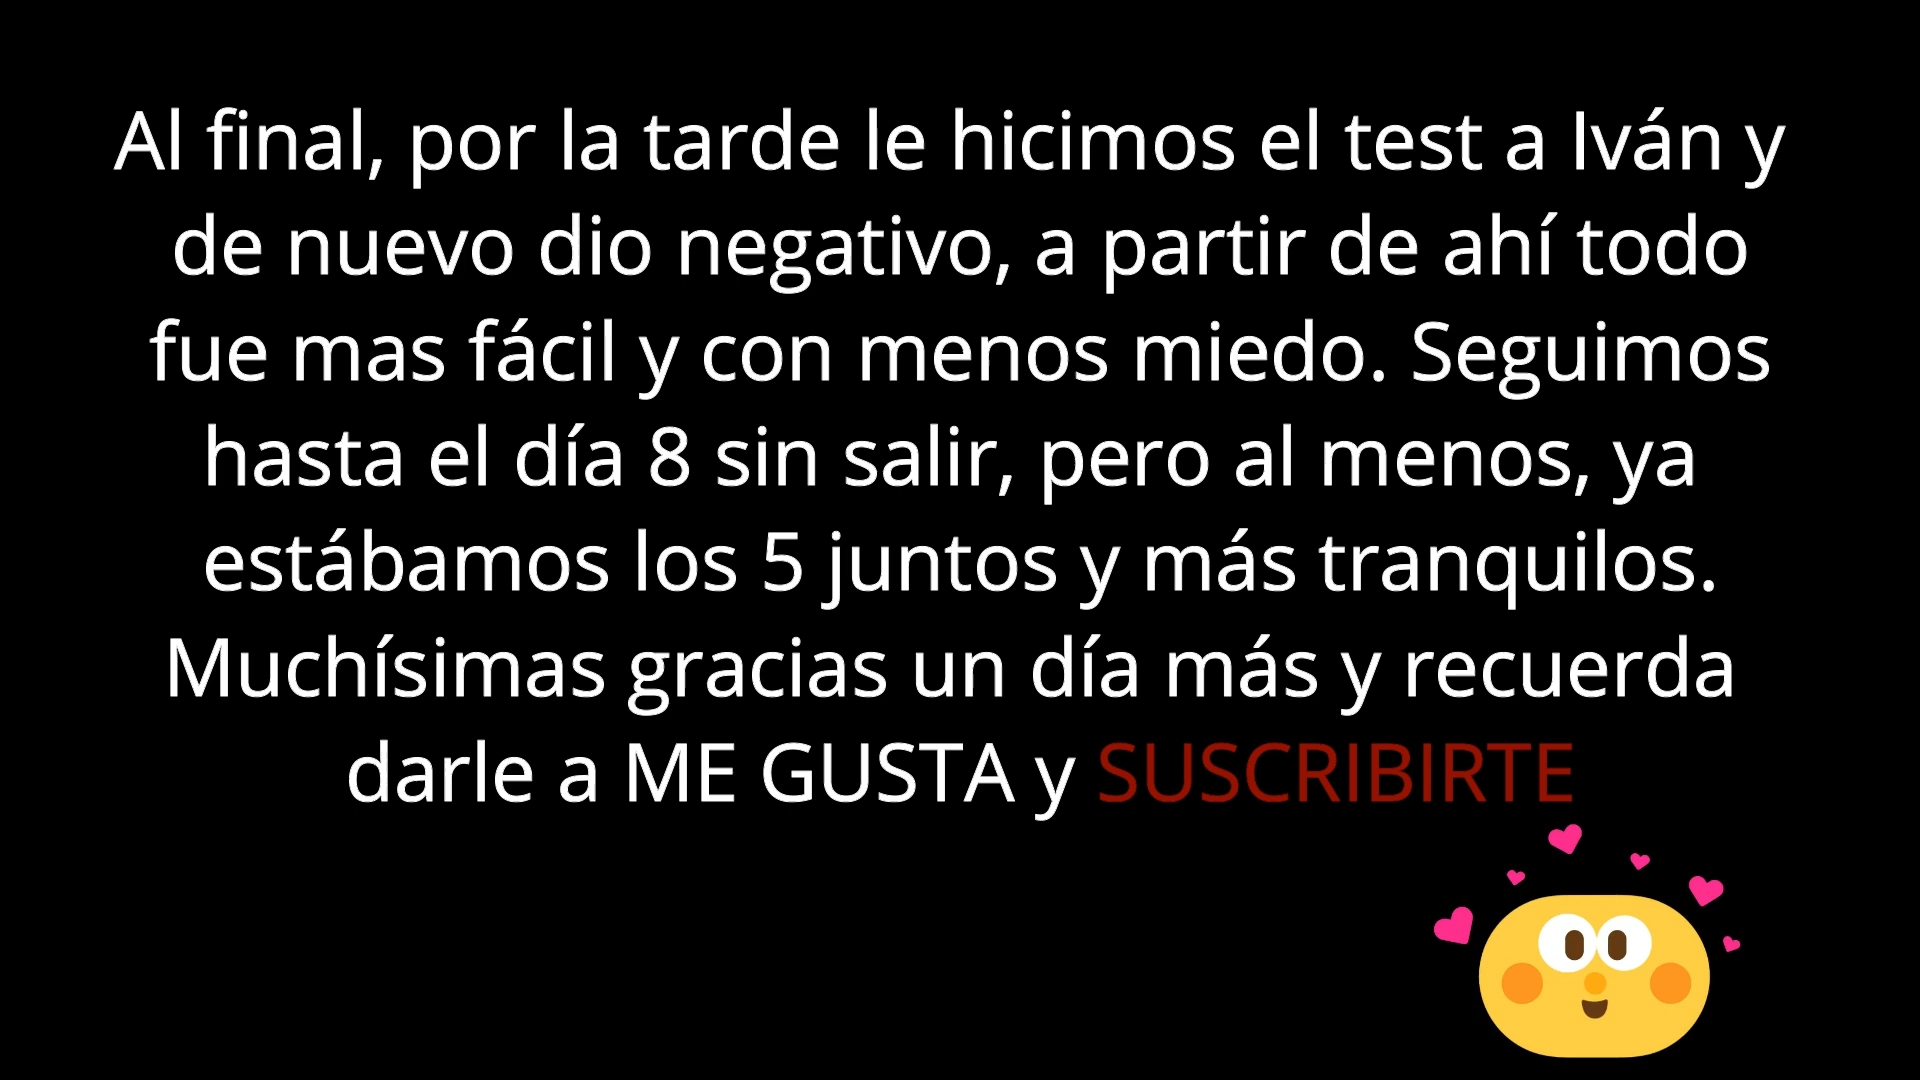 Al final, por la tarde le hicimos el test a Iván y
de nuevo dio negativo, a partir de ahí todo
fue mas fácil y con menos miedo. Seguimos
hasta el día 8 sin salir, pero al menos, ya
estábamos los 5 juntos y más tranquilos.
Muchísimas gracias un día más y recuerda
darle a ME GUSTA y SUSCRIBIRTE